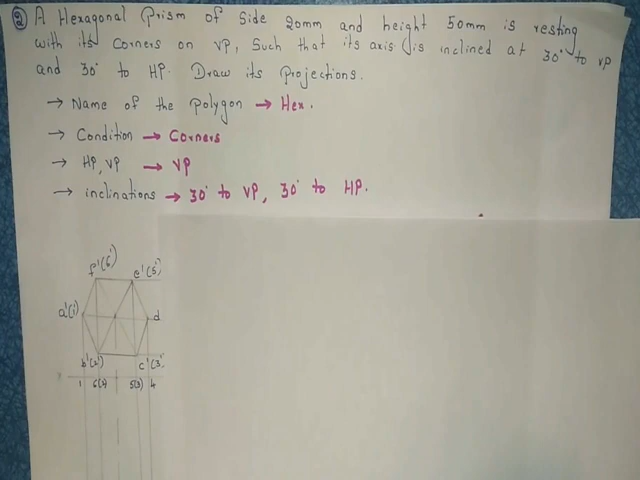 ② A Hexagonal Prism of Side 20mm and height 50mm is resting
with its Corners on VP, Such that its axis is inclined at 30° to VP
and 30° to HP. Draw its Projections.
→ Name of the polygon → Hex.
→ Condition → Corners
→ HP, VP → VP
→ inclinations → 30° to VP, 30° to HP.
f'(6') e'(5')
a'(1') d
b'(2') c'(3'
X
1 6(2) 5(3) 4